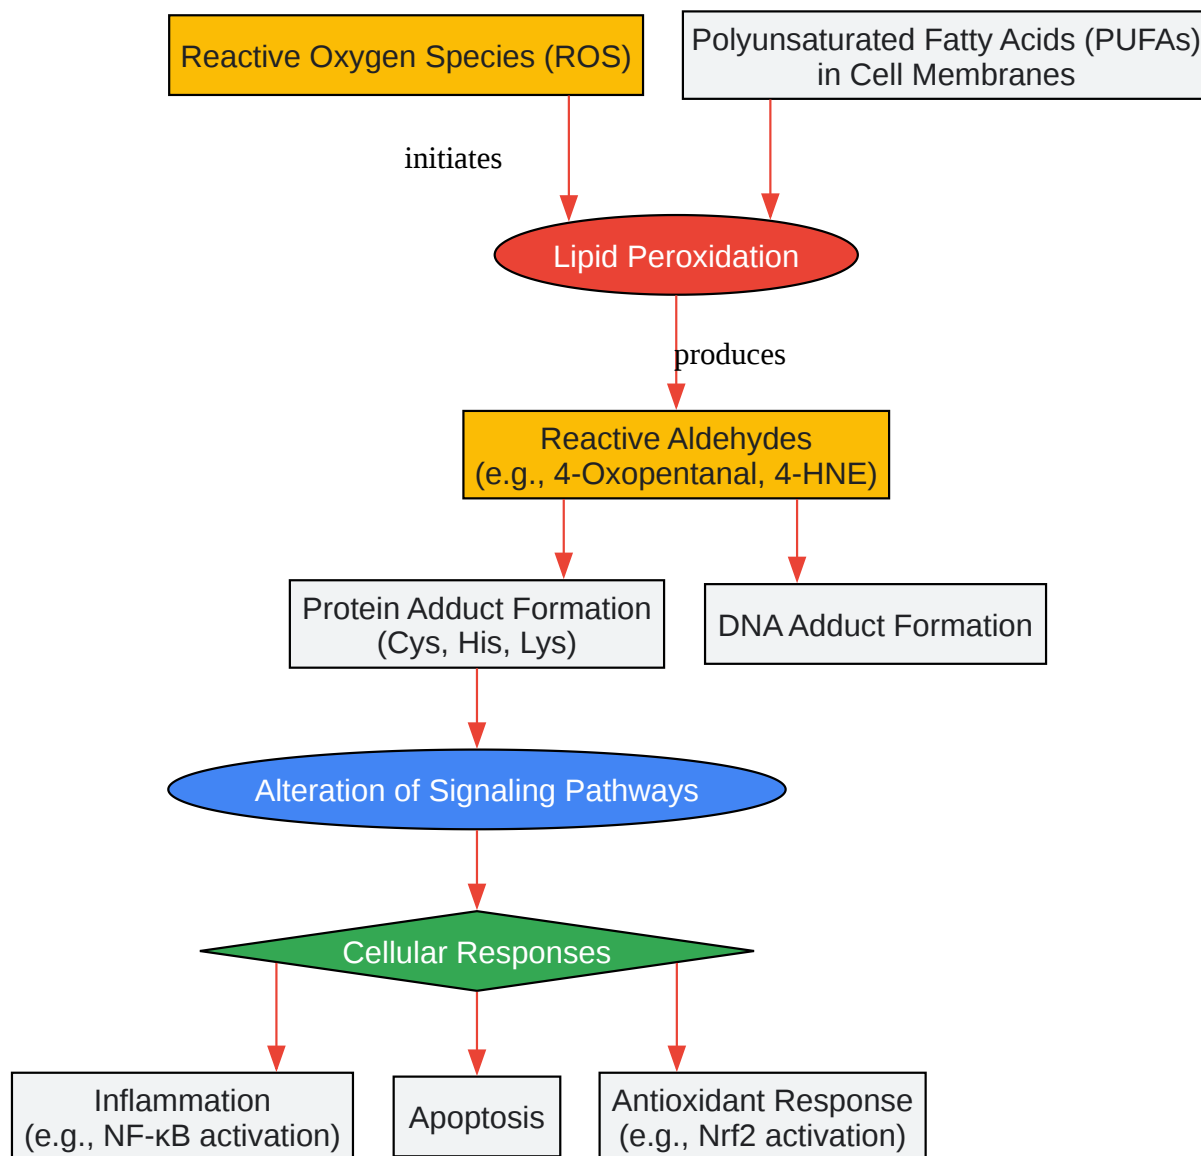 Reactive Oxygen Species (ROS)
Polyunsaturated Fatty Acids (PUFAs)
in Cell Membranes
initiates
Lipid Peroxidation
produces
Reactive Aldehydes
(e.g., 4-Oxopentanal, 4-HNE)
Protein Adduct Formation
(Cys, His, Lys)
DNA Adduct Formation
Alteration of Signaling Pathways
Cellular Responses
Inflammation
(e.g., NF-κB activation)
Apoptosis
Antioxidant Response
(e.g., Nrf2 activation)